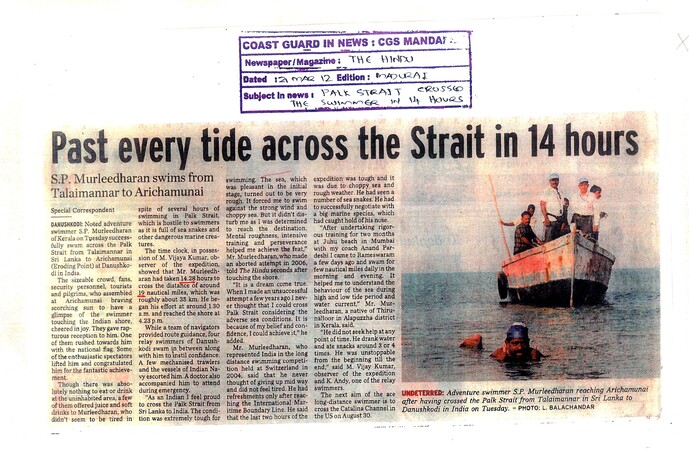 COAST GUARD IN NEWS : CGS MANDAPAM
Newspaper/Magazine : THE HINDU
Dated 12 MAR 12 Edition : MADURAI
Subject in news : PALK STRAIT CROSSED
THE SWIMMER IN 14 HOURS
Past every tide across the Strait in 14 hours
S.P. Murleedharan swims from
Talaimannar to Arichamunai
Special Correspondent
DANUSHKODI: Noted adventure
swimmer S.P. Murleedharan
of Kerala on Tuesday success-
fully swam across the Palk
Strait from Talaimannar in
Sri Lanka to Arichamunai
(Eroding Point) at Danushko-
di in India.
The sizeable crowd, fans,
security personnel, tourists
and pilgrims, who assembled
at Arichamunai braving
scorching sun to have a
glimpse of the swimmer
touching the Indian shore,
cheered in joy. They gave rap-
turous reception to him. One
of them rushed towards him
with the national flag. Some
of the enthusiastic spectators
lifted him and congratulated
him for the fantastic achieve-
ment.
Though there was abso-
lutely nothing to eat or drink
at the uninhabited area, a few
of them offered juice and soft
drinks to Murleedharan, who
didn't seem to be tired in
spite of several hours of
swimming in Palk Strait,
which is hostile to swimmers
as it is full of sea snakes and
other dangerous marine crea-
tures.
The time clock, in posses-
sion of M. Vijaya Kumar, ob-
server of the expedition,
showed that Mr. Murleed-
haran had taken 14.28 hours to
cross the distance of around
19 nautical miles, which was
roughly about 35 km. He be-
gan his effort at around 1.50
a.m. and reached the shore at
4.23 p.m.
While a team of navigators
provided route guidance, four
relay swimmers of Danush-
kodi swam in between along
with him to instil confidence.
A few mechanised trawlers
and the vessels of Indian Na-
vy escorted him. A doctor also
accompanied him to attend
during emergency.
"As an Indian I feel proud
to cross the Palk Strait from
Sri Lanka to India. The condi-
tion was extremely tough for
swimming. The sea, which
was pleasant in the initial
stage, turned out to be very
rough. It forced me to swim
against the strong wind and
choppy sea. But it didn't dis-
turb me as I was determined
to reach the destination.
Mental roughness, intensive
training and perseverance
helped me achieve the feat,"
Mr. Murleedharan, who made
an aborted attempt in 2006,
told The Hindu seconds after
touching the shore.
"It is a dream come true.
When I made an unsuccessful
attempt a few years ago I nev-
er thought that I could cross
Palk Strait considering the
adverse sea conditions. It is
because of my belief and con-
fidence, I could achieve it," he
added.
Mr. Murleedharan, who
represented India in the long
distance swimming competi-
tion held at Switzerland in
2004, said that he never
thought of giving up mid way
and did not feel tired. He had
refreshments only after reach-
ing the International Mar-
itime Boundary Line. He said
that the last two hours of the
expedition was tough and it
was due to choppy sea and
rough weather. He had seen a
number of sea snakes. He had
to successfully negotiate with
a big marine species, which
had caught hold of his nose.
"After undertaking rigor-
ous training for two months
at Juhu beach in Mumbai
with my coach Anand Par-
deshi I came to Rameswaram
a few days ago and swam for
few nautical miles daily in the
morning and evening. It
helped me to understand the
behaviour of the sea during
high and low tide period and
water current," Mr. Mur-
leedharan, a native of Thiru-
nalloor in Alapuzha district
in Kerala, said.
"He did not seek help at any
point of time. He drank water
and ate snacks around 3 or 4
times. He was unstoppable
from the beginning till the
end," said M. Vijay Kumar,
observer of the expedition
and K. Andy, one of the relay
swimmers.
The next aim of the ace
long-distance swimmer is to
cross the Catalina Channel in
the US on August 30.
UNDETERRED: Adventure swimmer S.P. Murleedharan reaching Arichamunai
after having crossed the Palk Strait from Talaimannar in Sri Lanka to
Danushkodi in India on Tuesday. – PHOTO: L. BALACHANDAR